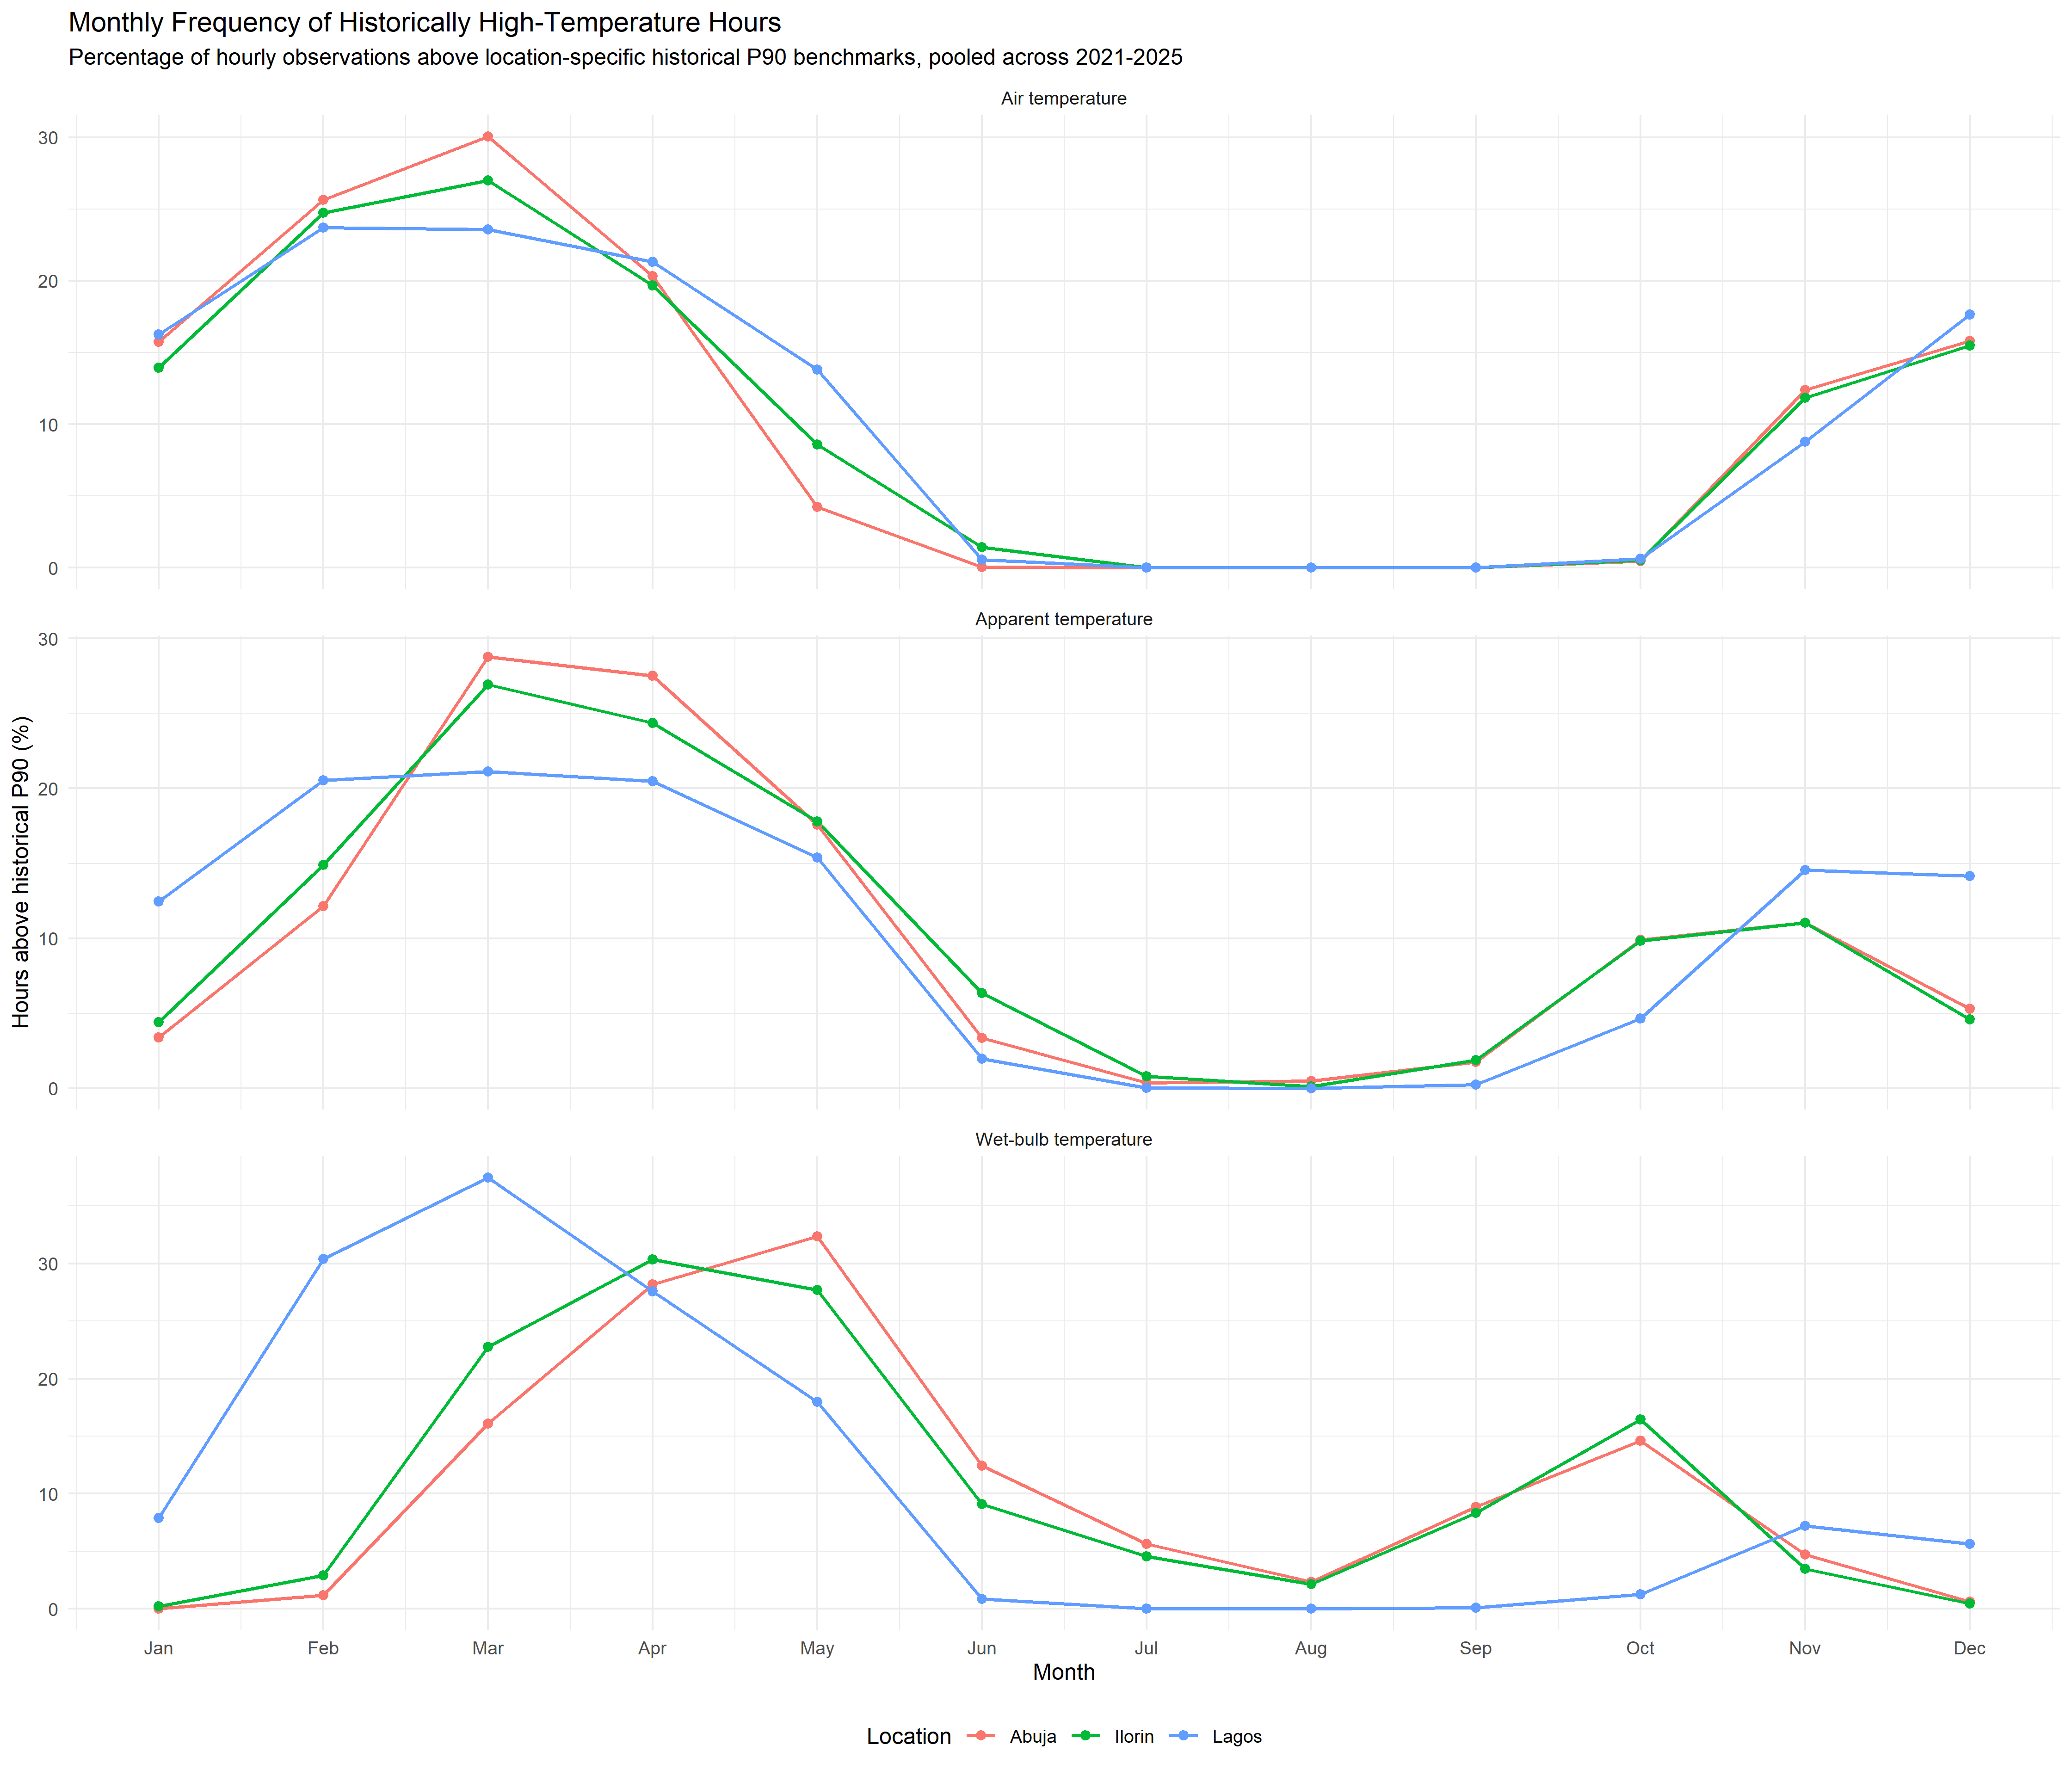 Monthly Frequency of Historically High-Temperature Hours
Percentage of hourly observations above location-specific historical P90 benchmarks, pooled across 2021-2025
Air temperature
30
20
10
0
Apparent temperature
30
20
10
0
Hours above historical P90 (%)
Wet-bulb temperature
30
20
10
0
Jan Feb Mar Apr May Jun Jul Aug Sep Oct Nov Dec
Month
Location Abuja Ilorin Lagos